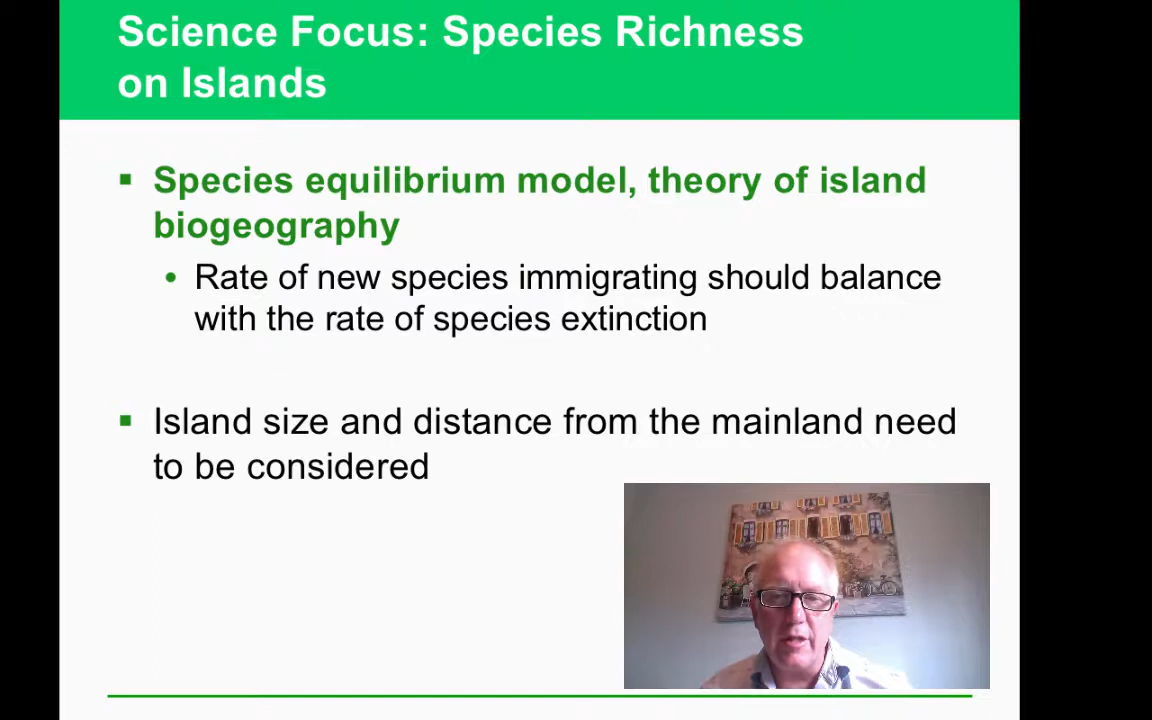 Science Focus: Species Richness
on Islands
Species equilibrium model, theory of island
biogeography
Rate of new species immigrating should balance
with the rate of species extinction
Island size and distance from the mainland need
to be considered